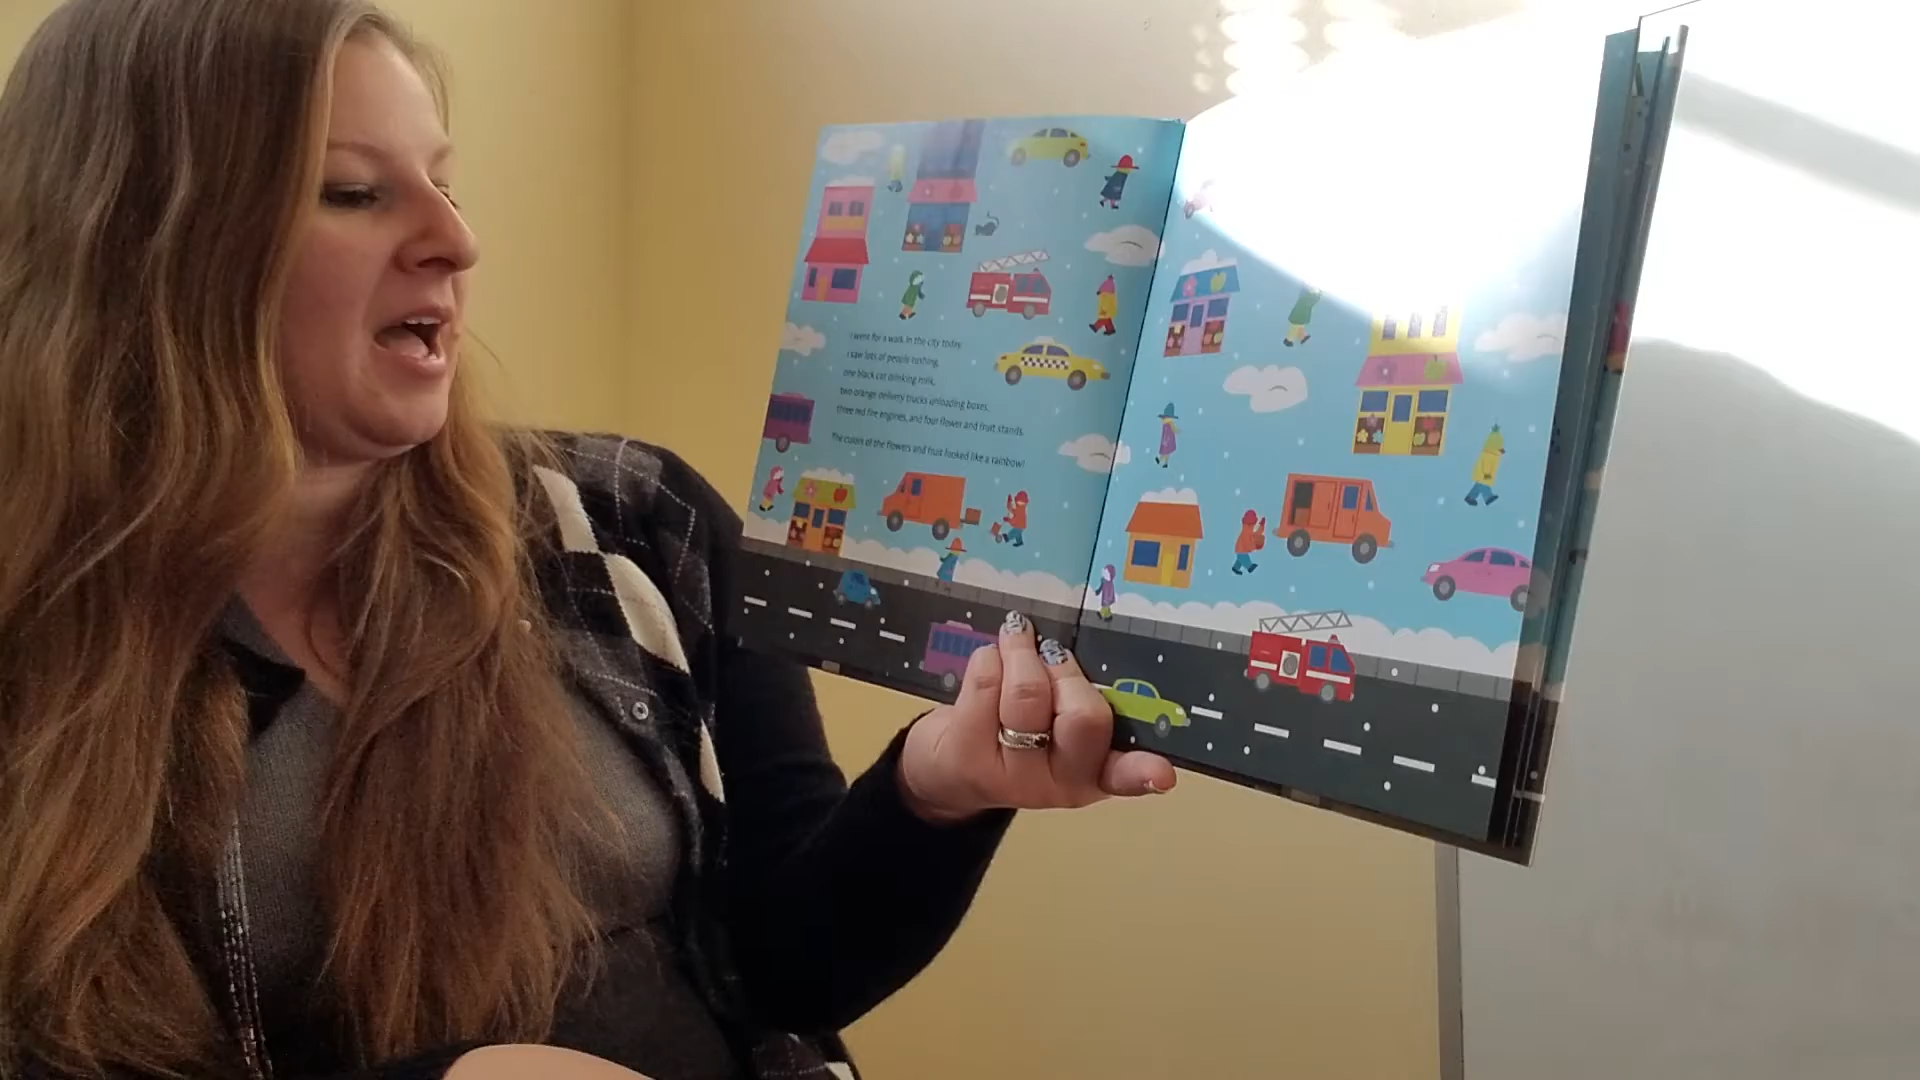 I went for a walk in the city today.
I saw lots of people rushing,
one black cat drinking milk,
two orange delivery trucks unloading boxes,
three red fire engines, and four flower and fruit stands.
The colors of the flowers and fruit looked like a rainbow!